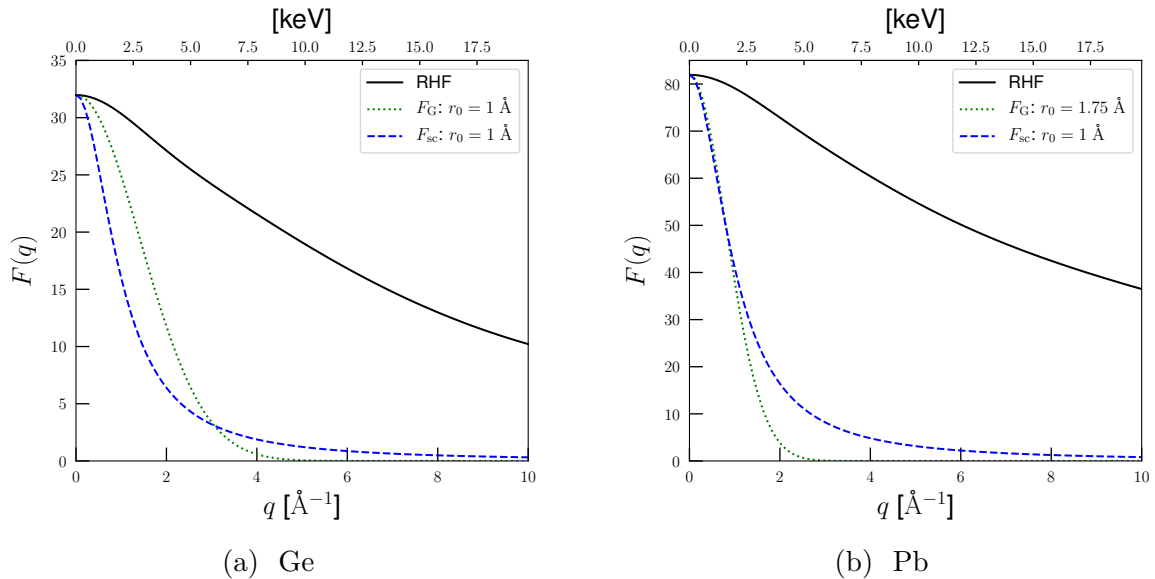 [keV]
0.0 2.5 5.0 7.5 10.0 12.5 15.0 17.5
35
30
25
20
15
10
5
0
F(q)
RHF
F_G: r_0 = 1 Å
F_sc: r_0 = 1 Å
0 2 4 6 8 10
q [Å⁻¹]
(a) Ge
[keV]
0.0 2.5 5.0 7.5 10.0 12.5 15.0 17.5
80
70
60
50
40
30
20
10
0
F(q)
RHF
F_G: r_0 = 1.75 Å
F_sc: r_0 = 1 Å
0 2 4 6 8 10
q [Å⁻¹]
(b) Pb